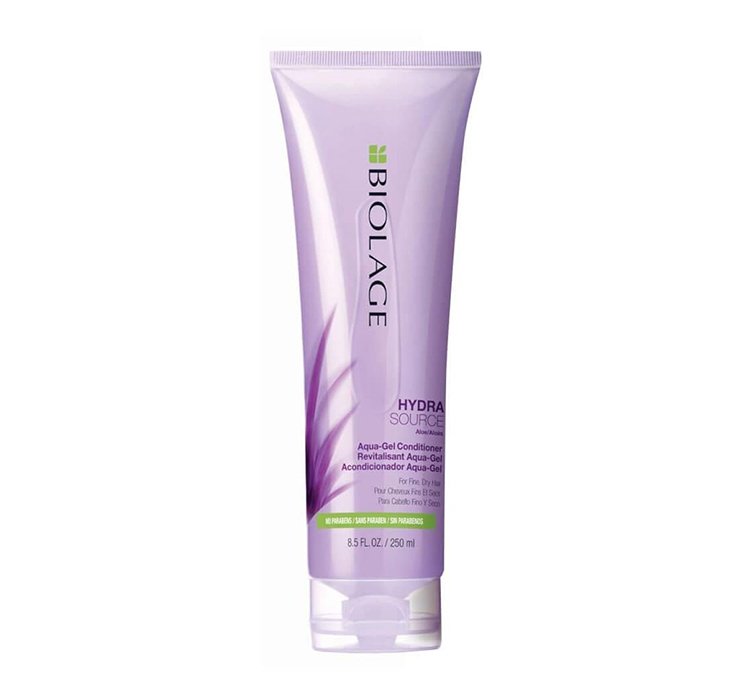 BIOLAGE
HYDRA
SOURCE
Aloe/Aloès
Aqua-Gel Conditioner
Revitalisant Aqua-Gel
Acondicionador Aqua-Gel
For Fine, Dry Hair
Pour Cheveux Fins Et Secs
Para Cabello Fino Y Seco
NO PARABENS / SANS PARABEN / SIN PARABENOS
8.5 FL. OZ. / 250 ml